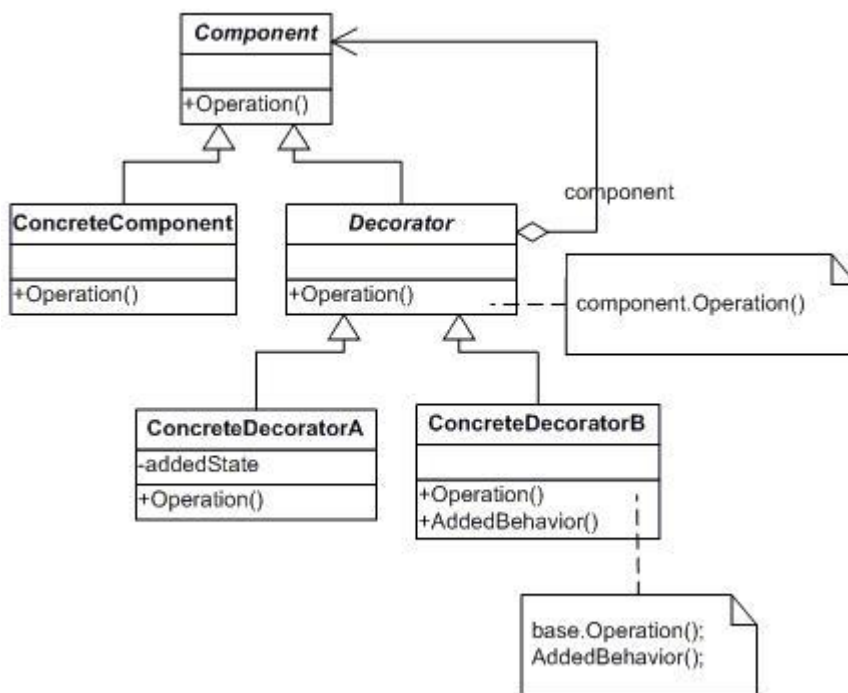 Component
+Operation()
component
ConcreteComponent
+Operation()
Decorator
+Operation()
component.Operation()
ConcreteDecoratorA
-addedState
+Operation()
ConcreteDecoratorB
+Operation()
+AddedBehavior()
base.Operation();
AddedBehavior();